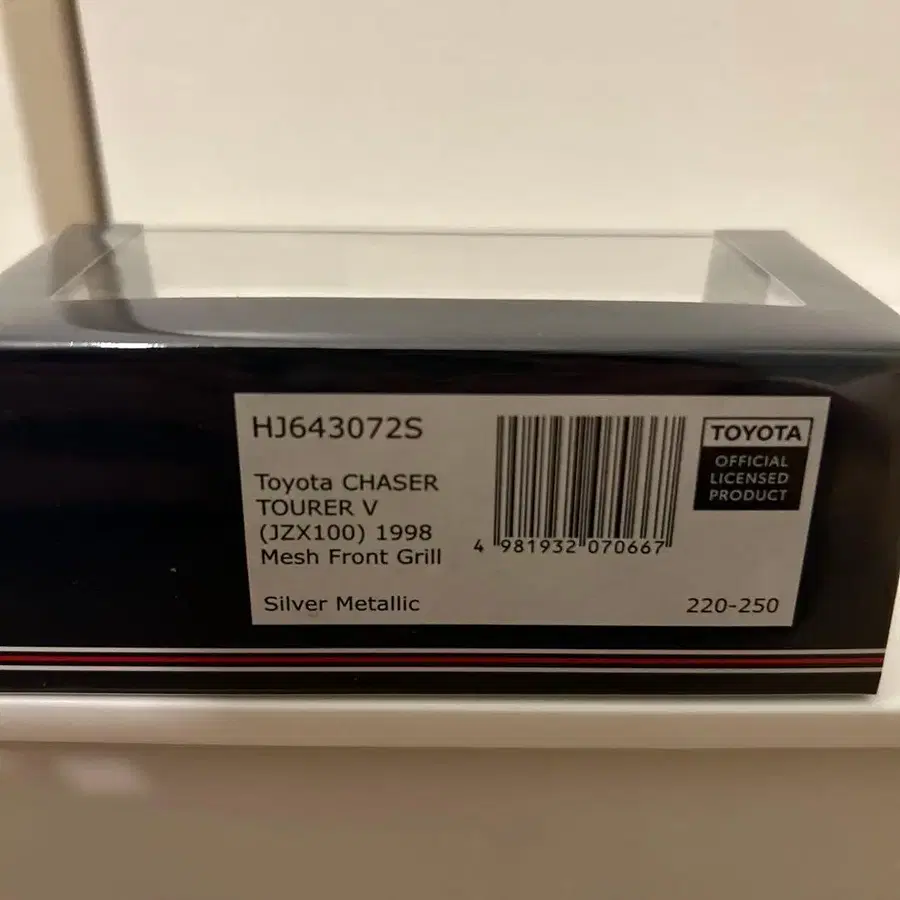 HJ643072S
Toyota CHASER
TOURER V
(JZX100) 1998
Mesh Front Grill
Silver Metallic
4 981932 070667
TOYOTA
OFFICIAL
LICENSED
PRODUCT
220-250